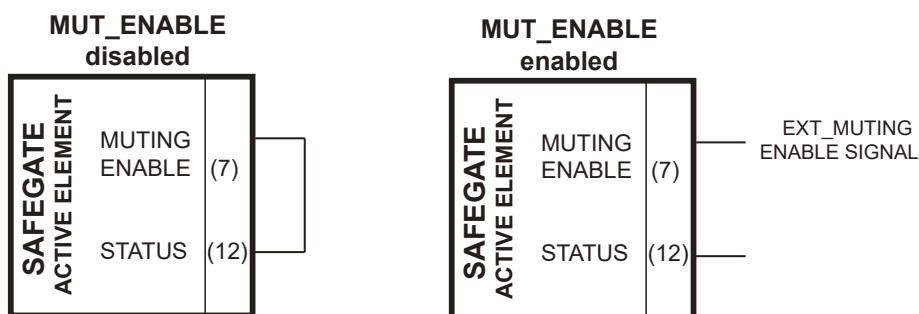 MUT_ENABLE
disabled
SAFEGATE
ACTIVE ELEMENT
MUTING
ENABLE
(7)
STATUS
(12)
MUT_ENABLE
enabled
SAFEGATE
ACTIVE ELEMENT
MUTING
ENABLE
(7)
STATUS
(12)
EXT_MUTING
ENABLE SIGNAL